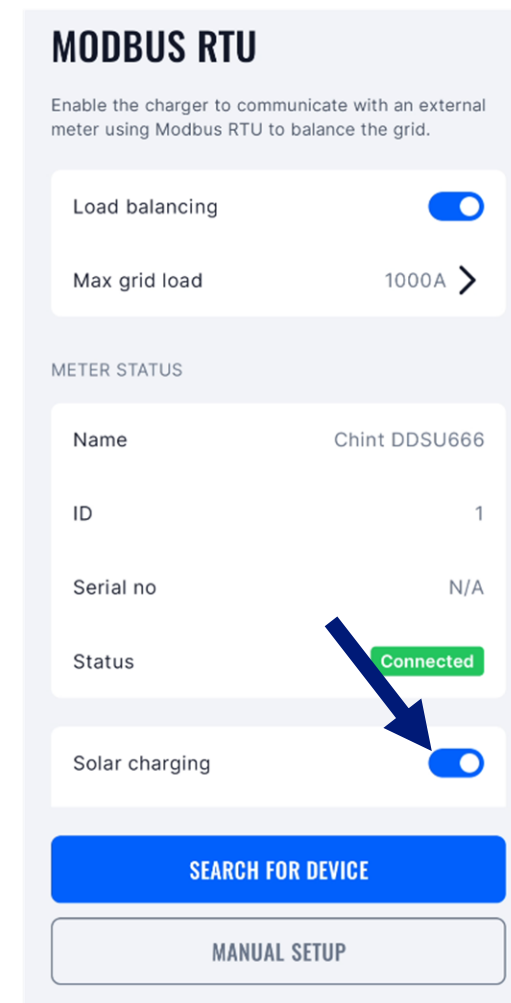 MODBUS RTU
Enable the charger to communicate with an external
meter using Modbus RTU to balance the grid.
Load balancing
Max grid load 1000A
METER STATUS
Name Chint DDSU666
ID 1
Serial no N/A
Status Connected
Solar charging
SEARCH FOR DEVICE
MANUAL SETUP